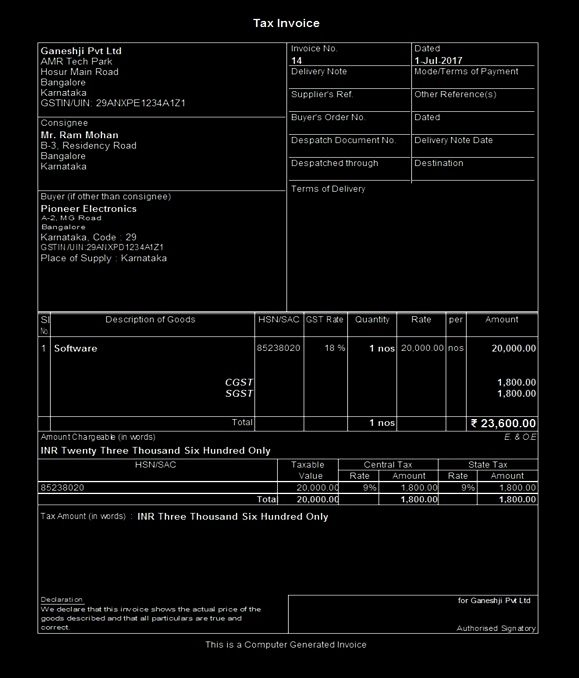 Tax Invoice
Ganeshji Pvt Ltd
AMR Tech Park
Hosur Main Road
Bangalore
Karnataka
GSTIN/UIN: 29ANXPE1234A1Z1
Invoice No.
14
Dated
1-Jul-2017
Delivery Note
Mode/Terms of Payment
Supplier's Ref.
Other Reference(s)
Consignee
Mr. Ram Mohan
B-3, Residency Road
Bangalore
Karnataka
Buyer's Order No.
Dated
Despatch Document No.
Delivery Note Date
Despatched through
Destination
Terms of Delivery
Buyer (if other than consignee)
Pioneer Electronics
A-2, MG Road
Bangalore
Karnataka, Code : 29
GSTIN/UIN:29ANXPD1234A1Z1
Place of Supply : Karnataka
Sl No. Description of Goods HSN/SAC GST Rate Quantity Rate per Amount
1 Software 85238020 18 % 1 nos 20,000.00 nos 20,000.00
CGST 1,800.00
SGST 1,800.00
Total 1 nos ₹ 23,600.00
Amount Chargeable (in words) E. & O.E
INR Twenty Three Thousand Six Hundred Only
HSN/SAC Taxable Central Tax State Tax
Value Rate Amount Rate Amount
85238020 20,000.00 9% 1,800.00 9% 1,800.00
Total 20,000.00 1,800.00 1,800.00
Tax Amount (in words) : INR Three Thousand Six Hundred Only
Declaration
We declare that this invoice shows the actual price of the
goods described and that all particulars are true and
correct.
for Ganeshji Pvt Ltd
Authorised Signatory
This is a Computer Generated Invoice